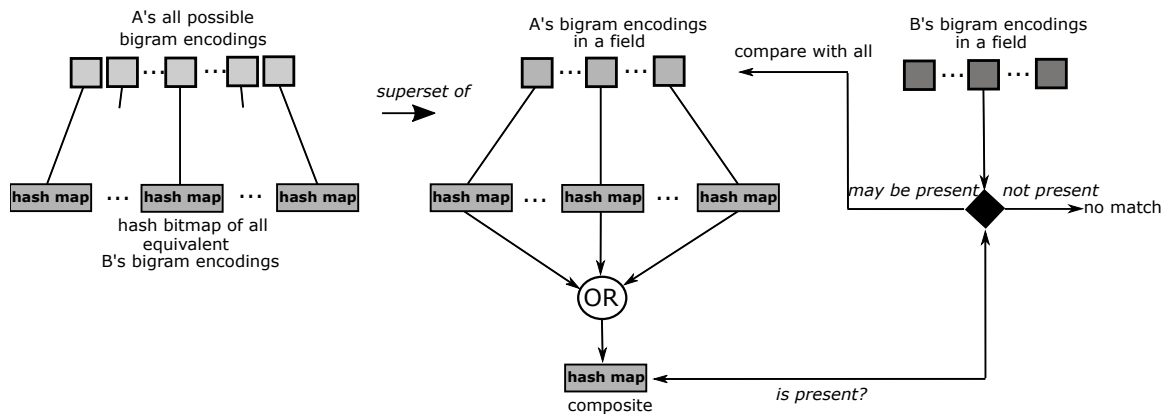 A's all possible
bigram encodings
... ...
hash map ... hash map ... hash map
hash bitmap of all
equivalent
B's bigram encodings
superset of
A's bigram encodings
in a field
... ...
hash map ... hash map ... hash map
OR
hash map
composite
compare with all
B's bigram encodings
in a field
... ...
may be present
not present
no match
is present?